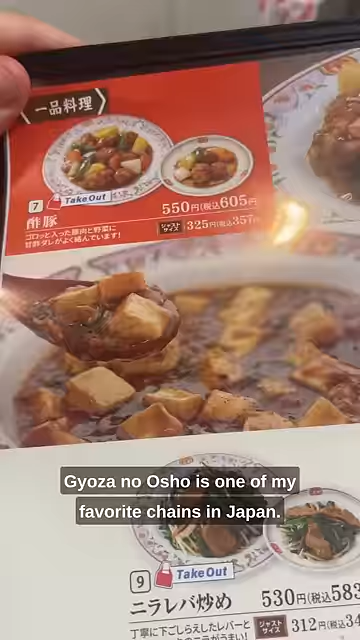 一品料理
7
Take Out
酢豚
550円(税込605円
ゴロッと入った豚肉と野菜に
甘酢ダレがよく絡んでいます!
ジャスト
サイズ
325円(税込357円
Gyoza no Osho is one of my
favorite chains in Japan.
9
Take Out
ニラレバ炒め
530円(税込583
丁寧に下ごしらえしたレバーと
ジャスト
サイズ
312円(税込34
ニラがうまい!